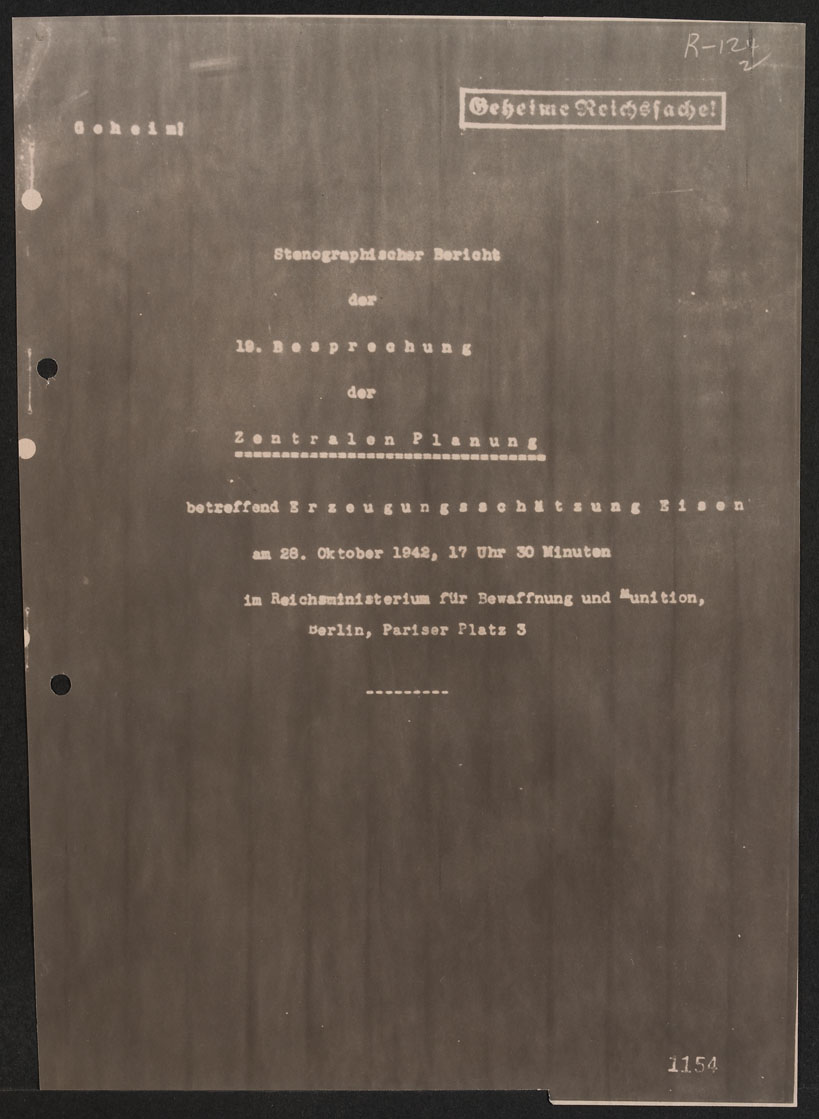 R-124
2
Geheim!
Geheime Reichssache!
Stenographischer Bericht
der
19. Besprechung
der
Zentralen Planung
betreffend Erzeugungsschätzung Eisen
am 28. Oktober 1942, 17 Uhr 30 Minuten
im Reichsministerium für Bewaffnung und Munition,
Berlin, Pariser Platz 3
---------
1154